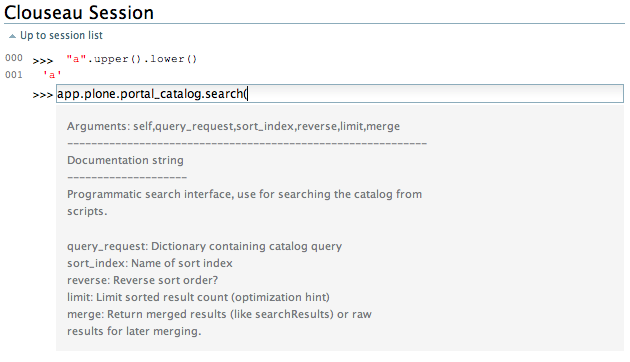 Clouseau Session
Up to session list
000 >>> "a".upper().lower()
001 'a'
>>> app.plone.portal_catalog.search(
Arguments: self,query_request,sort_index,reverse,limit,merge
------------------------------------------------------------
Documentation string
--------------------
Programmatic search interface, use for searching the catalog from
scripts.
query_request: Dictionary containing catalog query
sort_index: Name of sort index
reverse: Reverse sort order?
limit: Limit sorted result count (optimization hint)
merge: Return merged results (like searchResults) or raw
results for later merging.